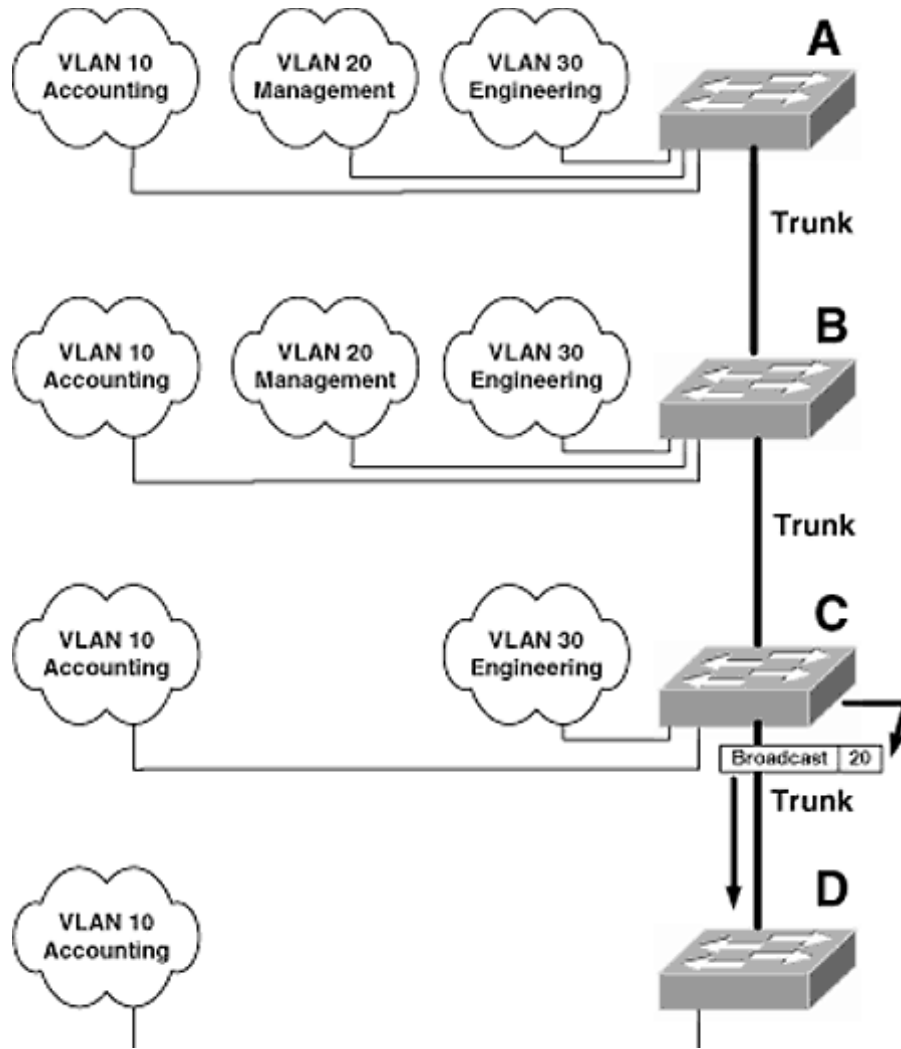 VLAN 10
Accounting
VLAN 20
Management
VLAN 30
Engineering
A
Trunk
VLAN 10
Accounting
VLAN 20
Management
VLAN 30
Engineering
B
Trunk
VLAN 10
Accounting
VLAN 30
Engineering
C
Broadcast 20
Trunk
VLAN 10
Accounting
D